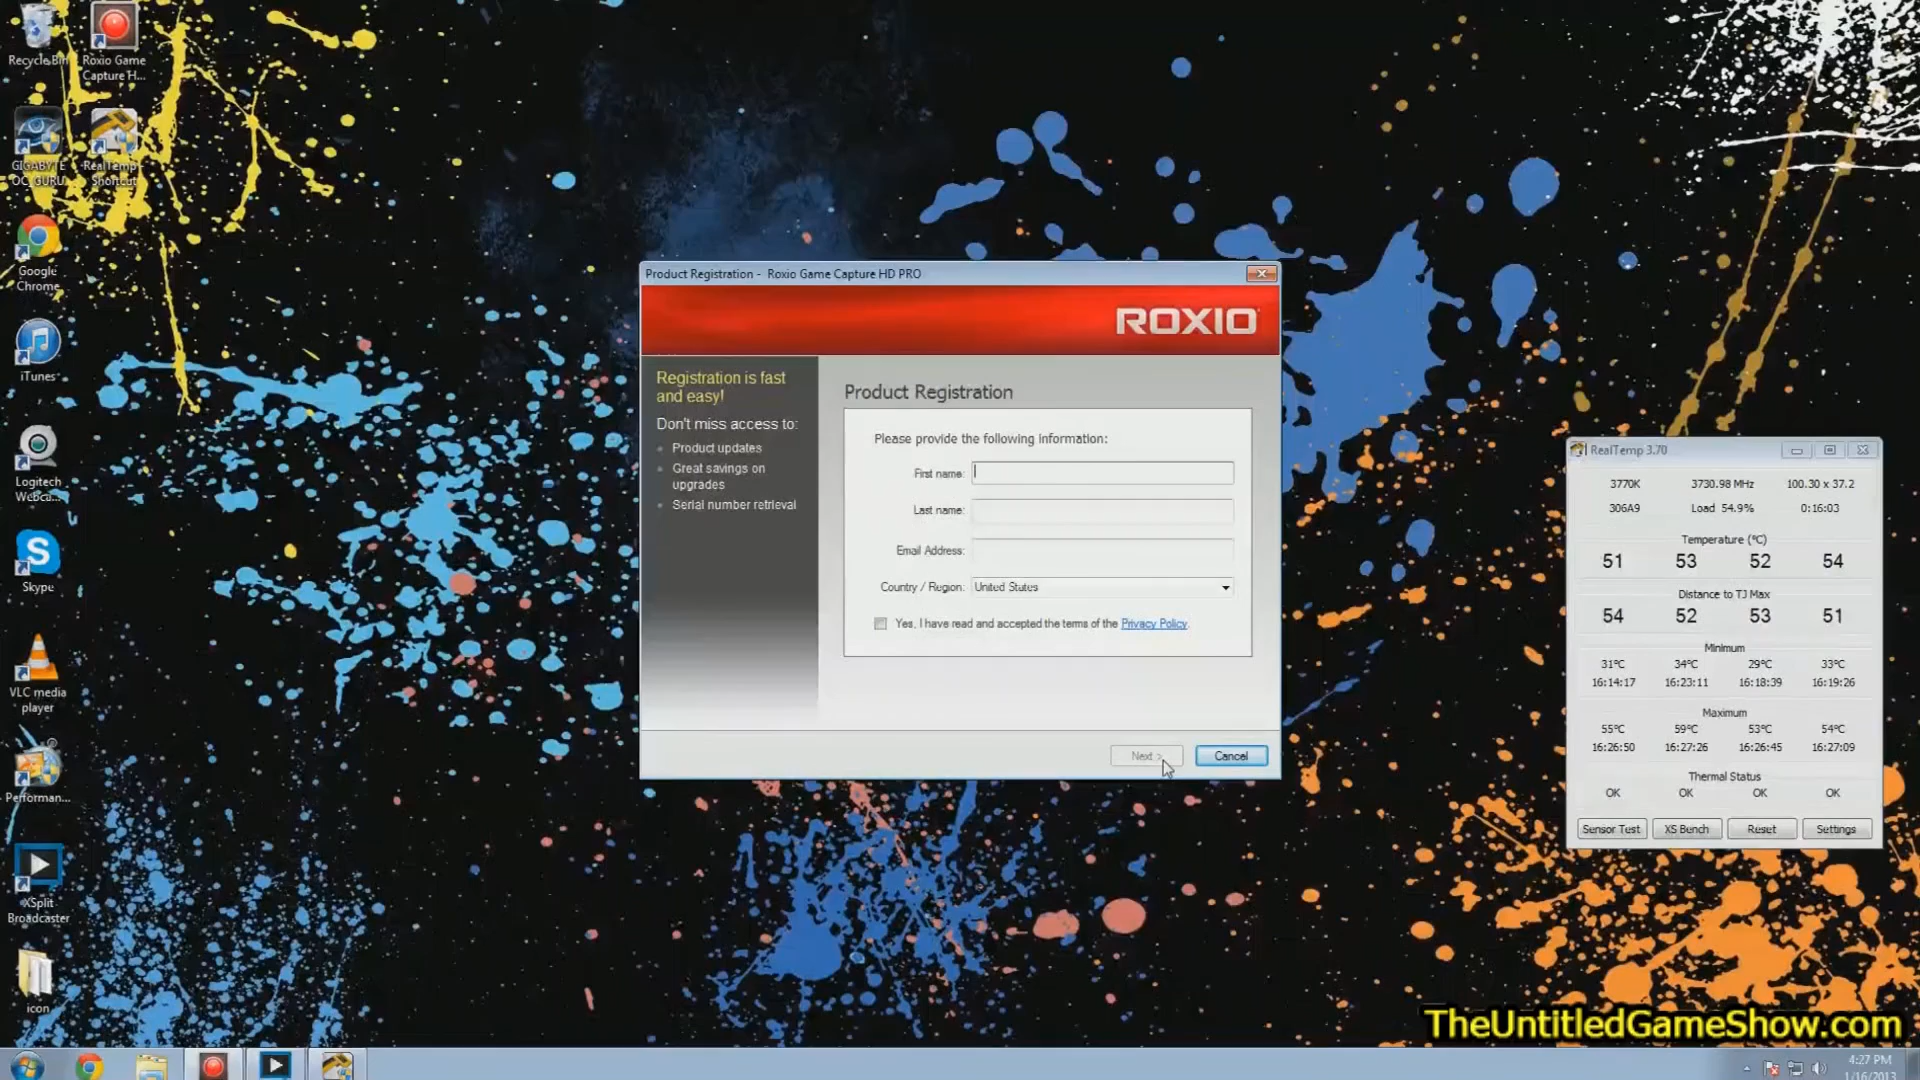 Recycle Bin
Roxio Game
Capture H...
GIGABYTE
OC_GURU
RealTemp
Shortcut
Google
Chrome
iTunes
Logitech
Webca...
Skype
VLC media
player
Performan...
XSplit
Broadcaster
icon
Product Registration - Roxio Game Capture HD PRO
ROXIO
Registration is fast
and easy!
Don't miss access to:
Product updates
Great savings on
upgrades
Serial number retrieval
Product Registration
Please provide the following information:
First name:
Last name:
Email Address:
Country / Region: United States
Yes, I have read and accepted the terms of the Privacy Policy.
Next >
Cancel
RealTemp 3.70
3770K 3730.98 MHz 100.30 x 37.2
306A9 Load 54.9% 0:16:03
Temperature (°C)
51 53 52 54
Distance to TJ Max
54 52 53 51
Minimum
31°C 34°C 29°C 33°C
16:14:17 16:23:11 16:18:39 16:19:26
Maximum
55°C 59°C 53°C 54°C
16:26:50 16:27:26 16:26:45 16:27:09
Thermal Status
OK OK OK OK
Sensor Test XS Bench Reset Settings
TheUntitledGameShow.com
4:27 PM
1/16/2013